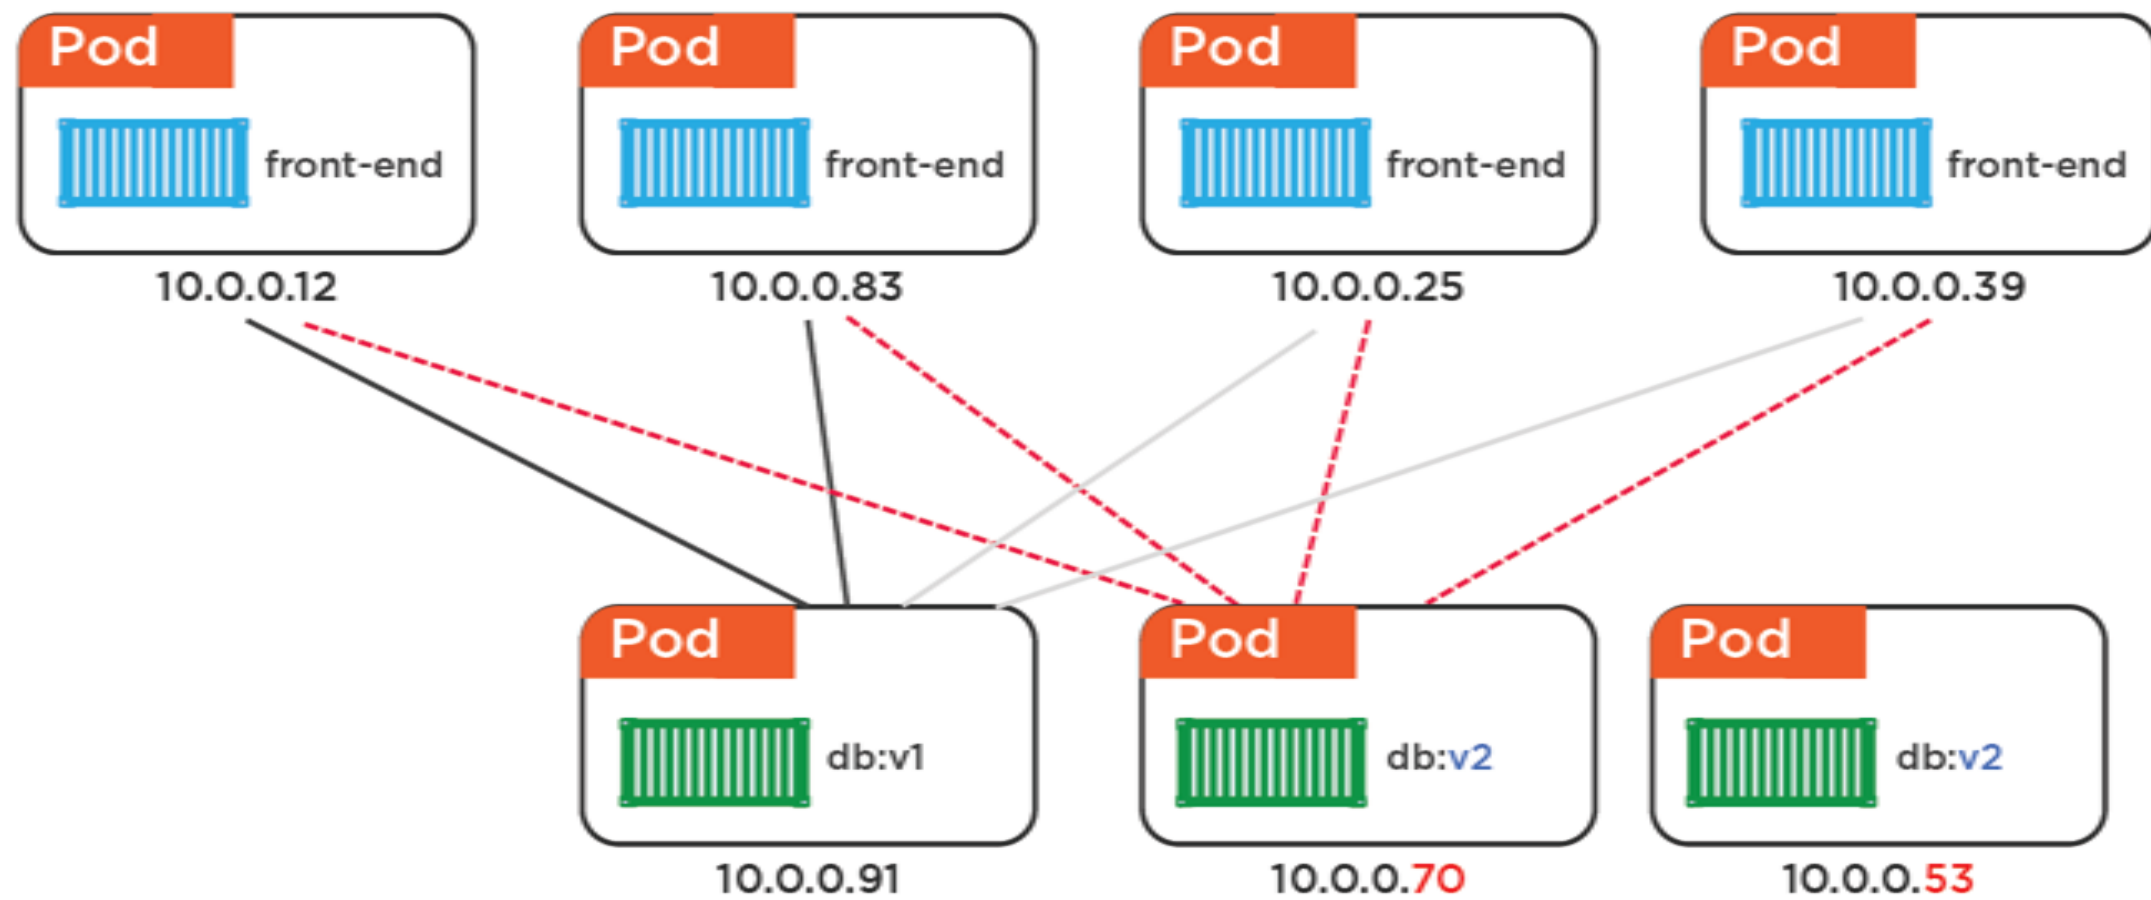 Pod
front-end
10.0.0.12
Pod
front-end
10.0.0.83
Pod
front-end
10.0.0.25
Pod
front-end
10.0.0.39
Pod
db:v1
10.0.0.91
Pod
db:v2
10.0.0.70
Pod
db:v2
10.0.0.53